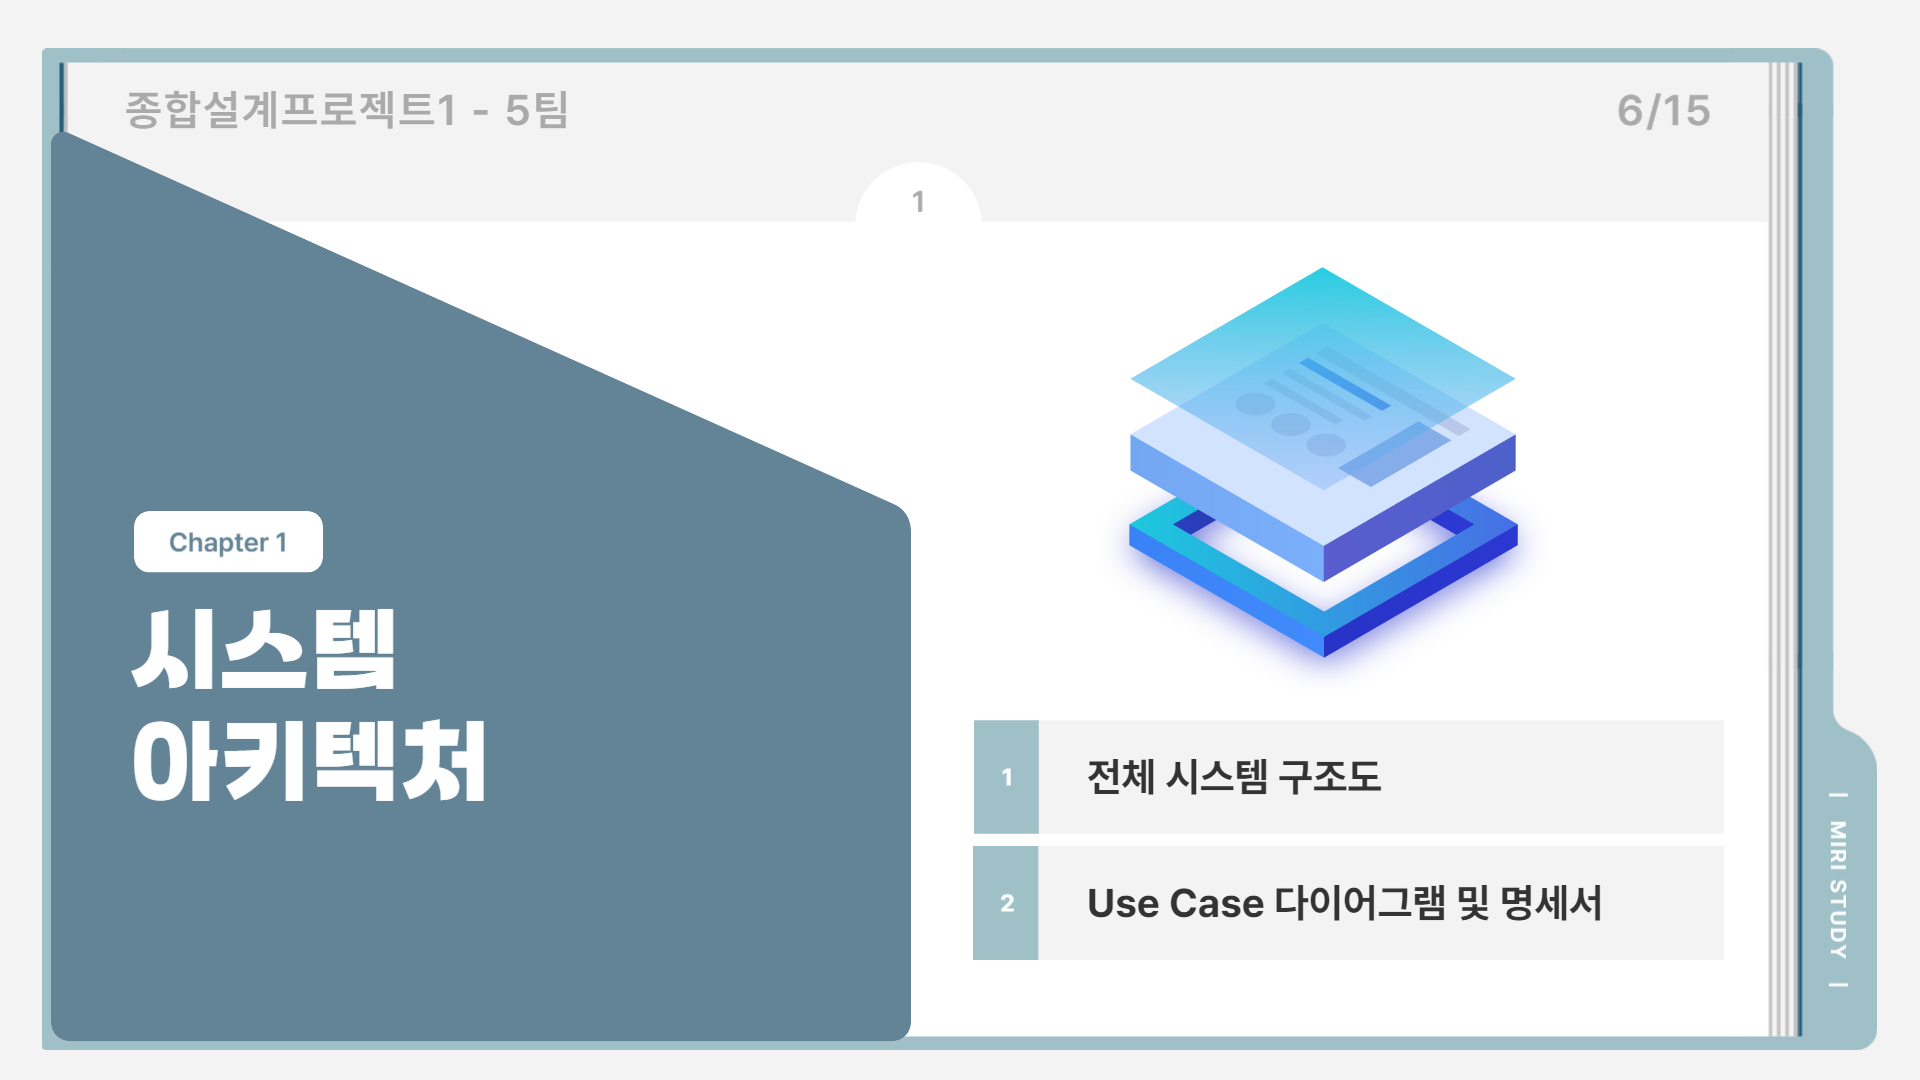 종합설계프로젝트1 - 5팀
6/15
1
Chapter 1
시스템
아키텍처
1
전체 시스템 구조도
2
Use Case 다이어그램 및 명세서
| MIRI STUDY |